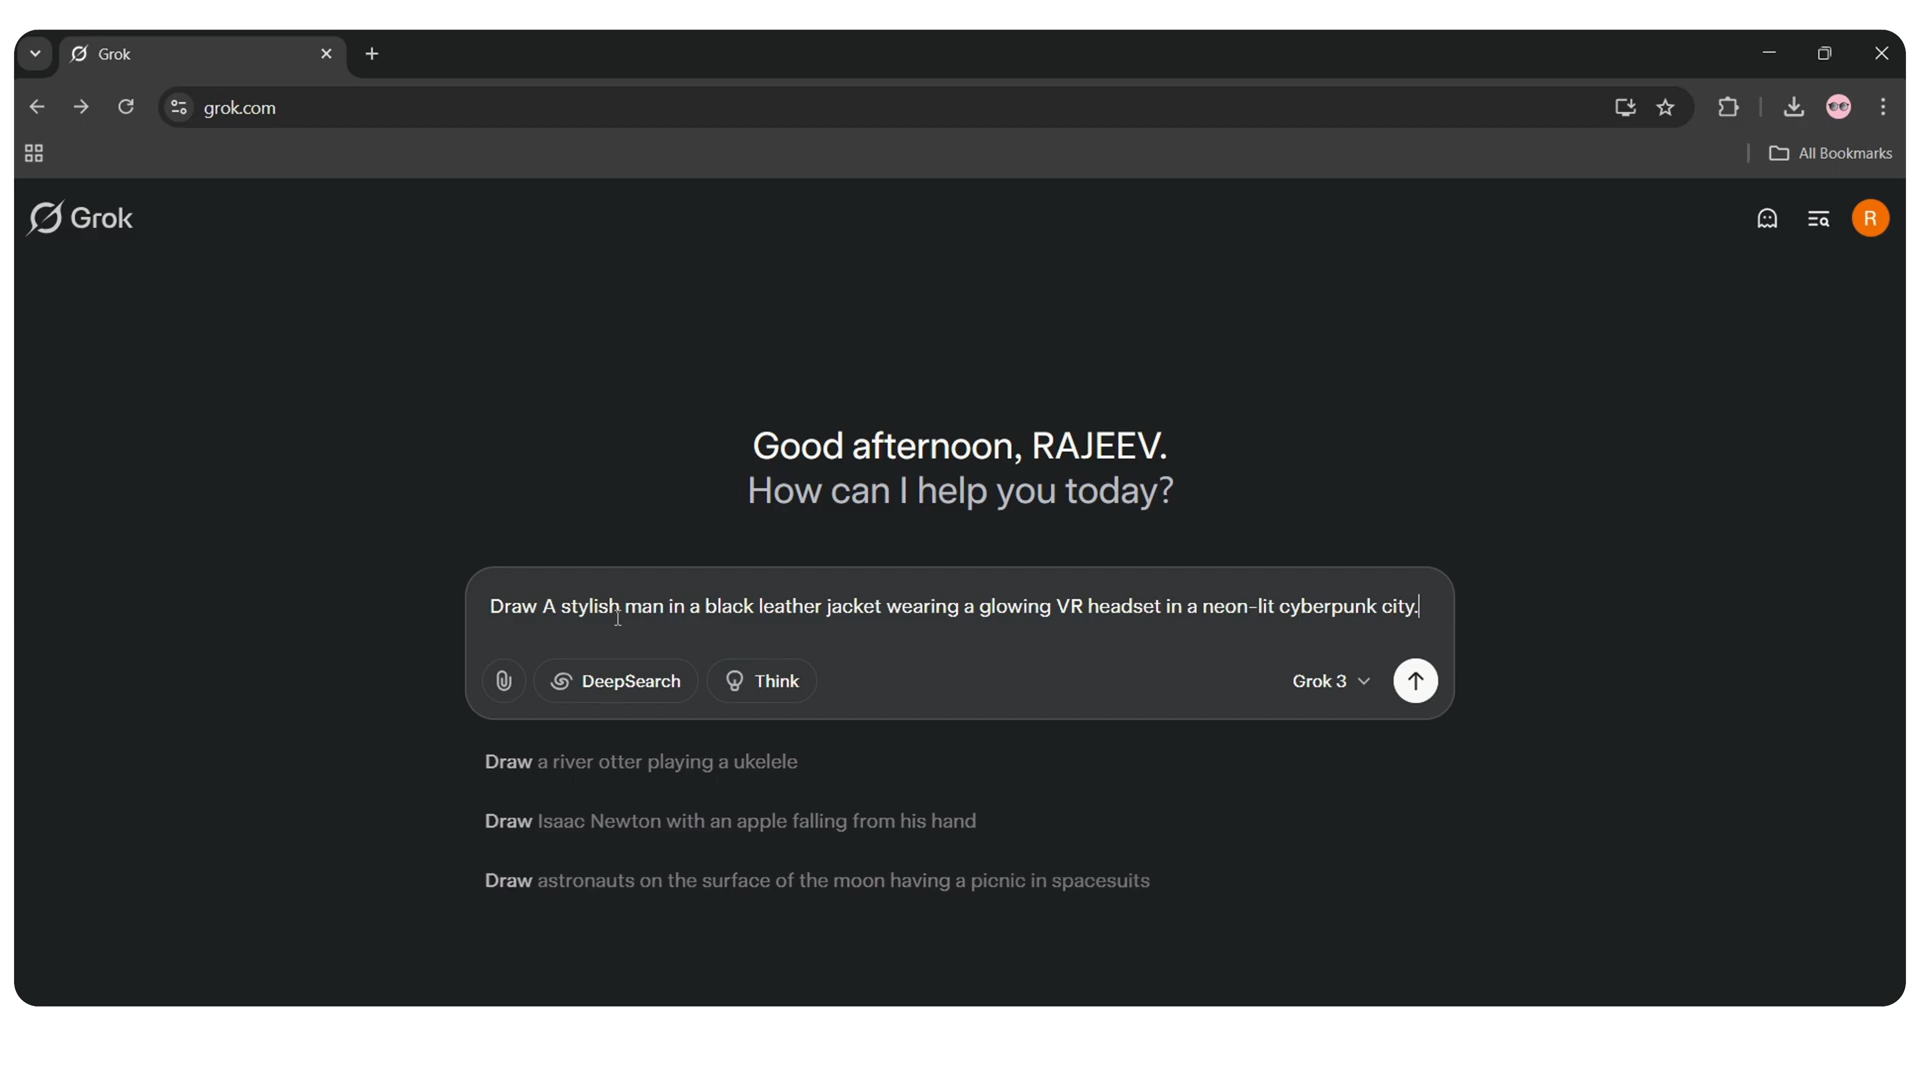 Grok
grok.com
All Bookmarks
Grok
R
Good afternoon, RAJEEV.
How can I help you today?
Draw A stylish man in a black leather jacket wearing a glowing VR headset in a neon-lit cyberpunk city.
DeepSearch
Think
Grok 3
Draw a river otter playing a ukelele
Draw Isaac Newton with an apple falling from his hand
Draw astronauts on the surface of the moon having a picnic in spacesuits